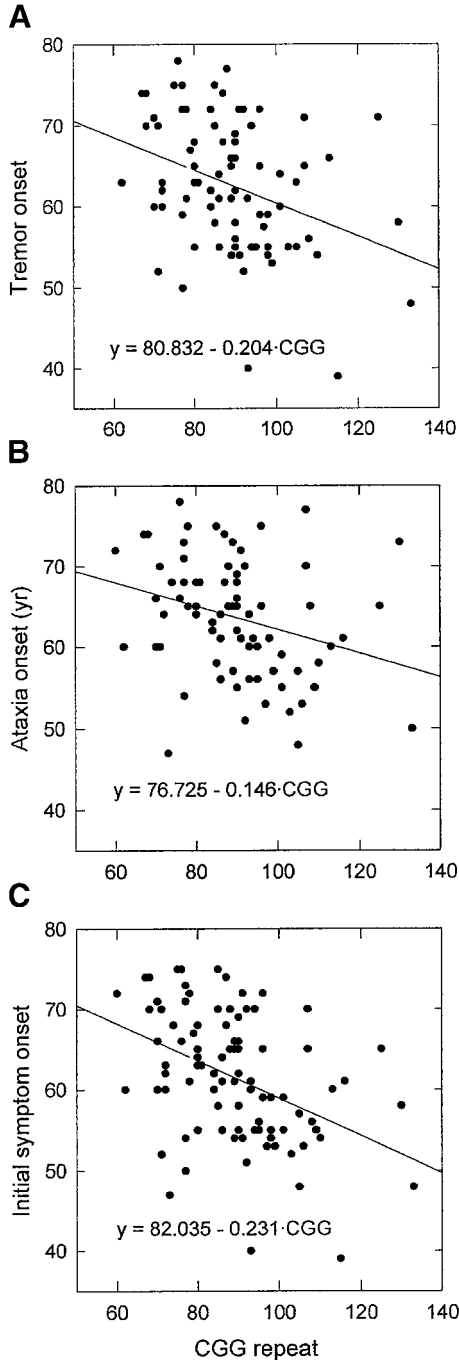 A
80
70
60
50
40
Tremor onset
y = 80.832 - 0.204·CGG
60 80 100 120 140
B
80
70
60
50
40
Ataxia onset (yr)
y = 76.725 - 0.146·CGG
60 80 100 120 140
C
80
70
60
50
40
Initial symptom onset
y = 82.035 - 0.231·CGG
60 80 100 120 140
CGG repeat